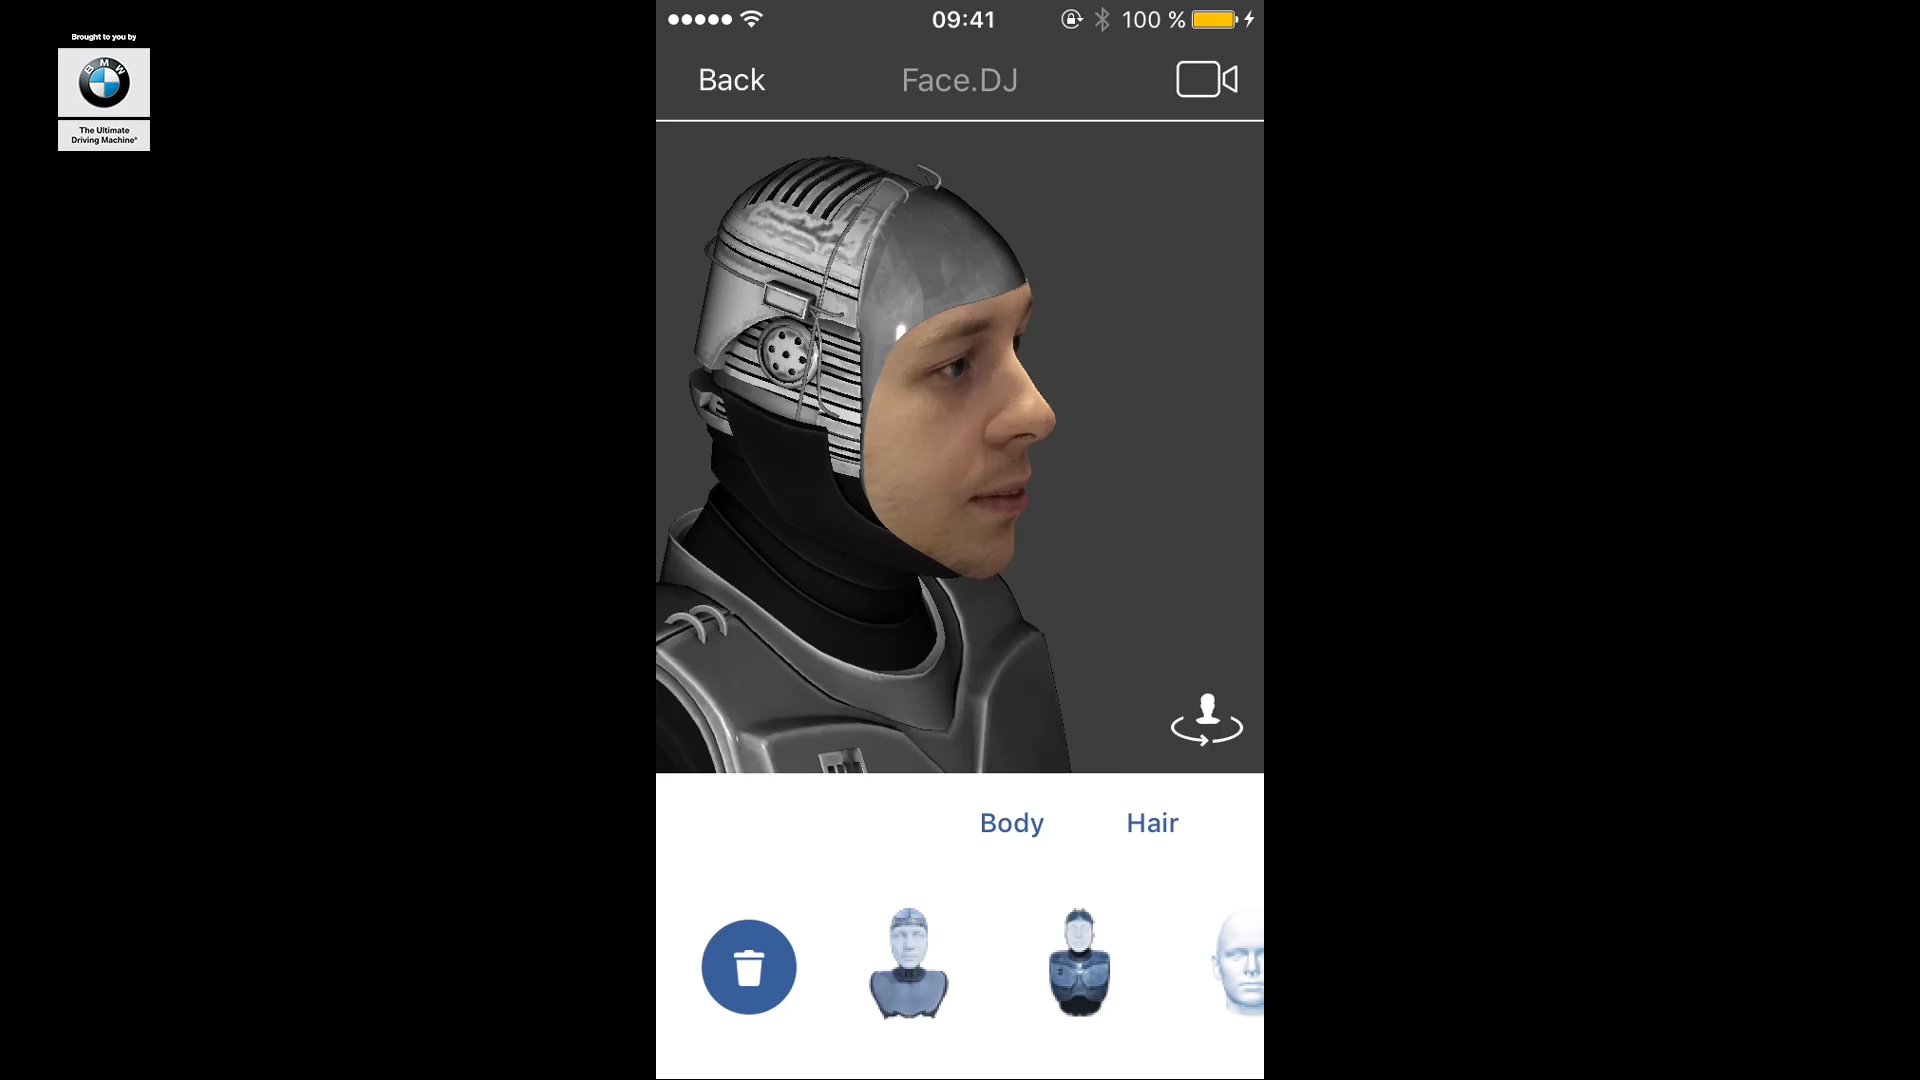 Brought to you by
BMW
The Ultimate
Driving Machine®
09:41
100 %
Back
Face.DJ
Body
Hair